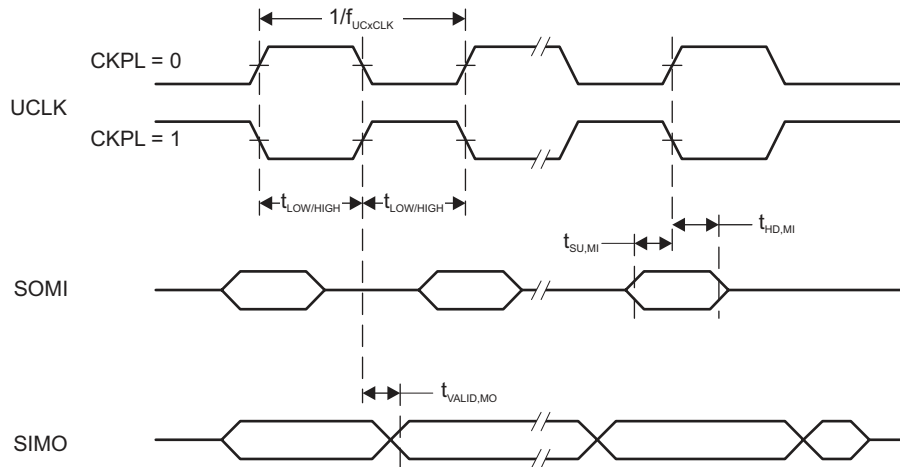 1/fUCxCLK
CKPL = 0
UCLK
CKPL = 1
tLOW/HIGH tLOW/HIGH
tSU,MI tHD,MI
SOMI
tVALID,MO
SIMO